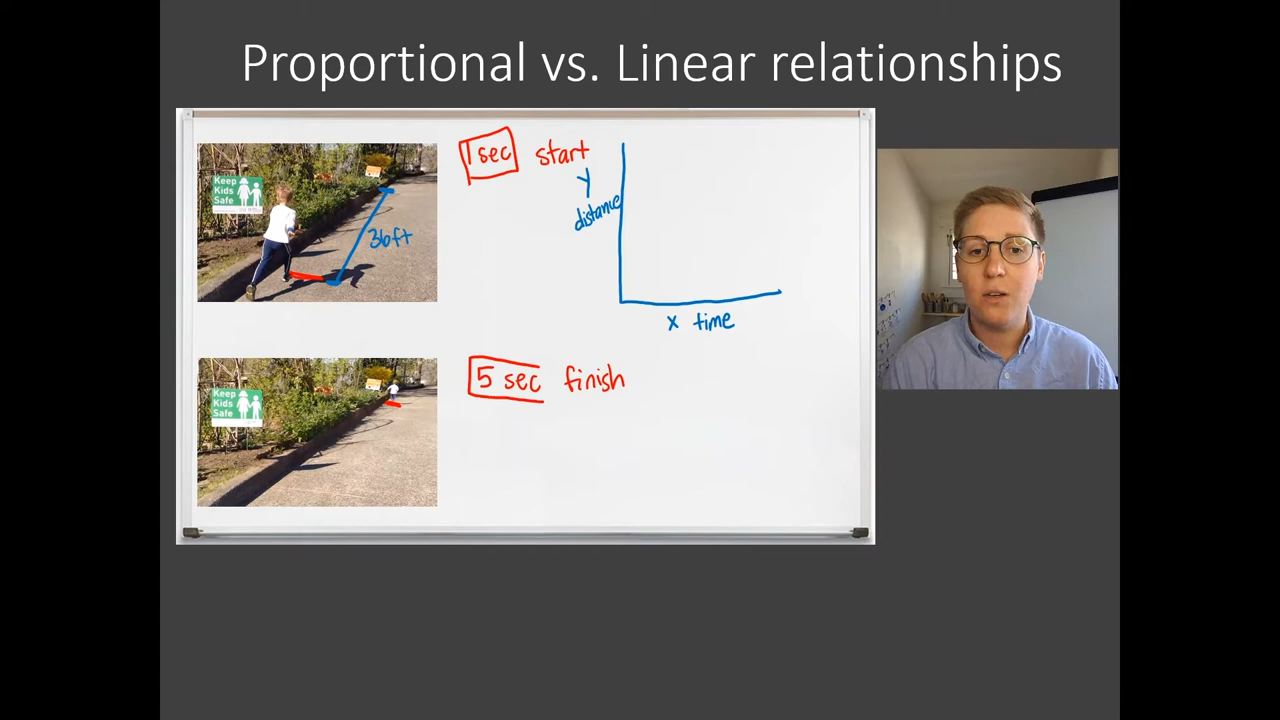 Proportional vs. Linear relationships
Keep
Kids
Safe
36ft
1 sec start
Y
distance
x time
Keep
Kids
Safe
5 sec finish